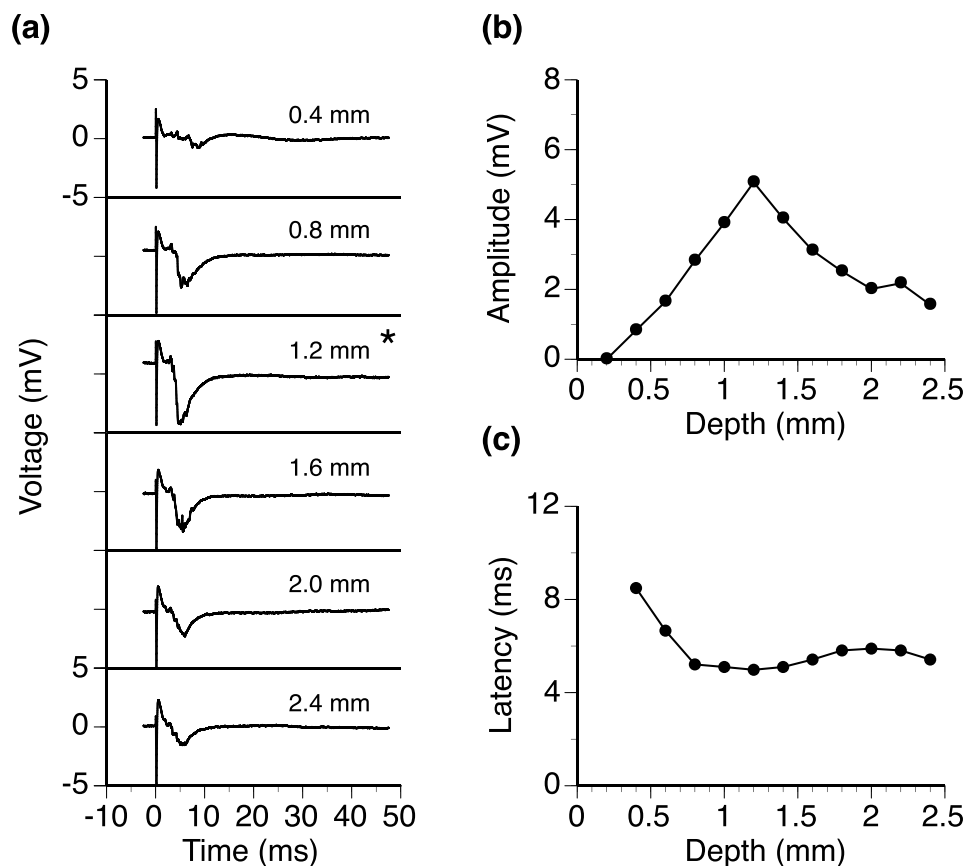 (a)
5
0
-5
0.4 mm
0.8 mm
1.2 mm *
1.6 mm
2.0 mm
2.4 mm
5
0
-5
-10 0 10 20 30 40 50
Time (ms)
Voltage (mV)
(b)
8
6
4
2
0
0 0.5 1 1.5 2 2.5
Depth (mm)
Amplitude (mV)
(c)
12
8
4
0
0 0.5 1 1.5 2 2.5
Depth (mm)
Latency (ms)